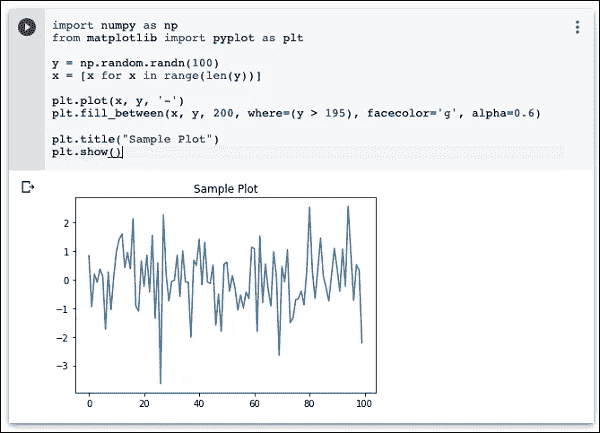 import numpy as np
from matplotlib import pyplot as plt
y = np.random.randn(100)
x = [x for x in range(len(y))]
plt.plot(x, y, '-')
plt.fill_between(x, y, 200, where=(y > 195), facecolor='g', alpha=0.6)
plt.title("Sample Plot")
plt.show()
Sample Plot
2
1
0
−1
−2
−3
0 20 40 60 80 100